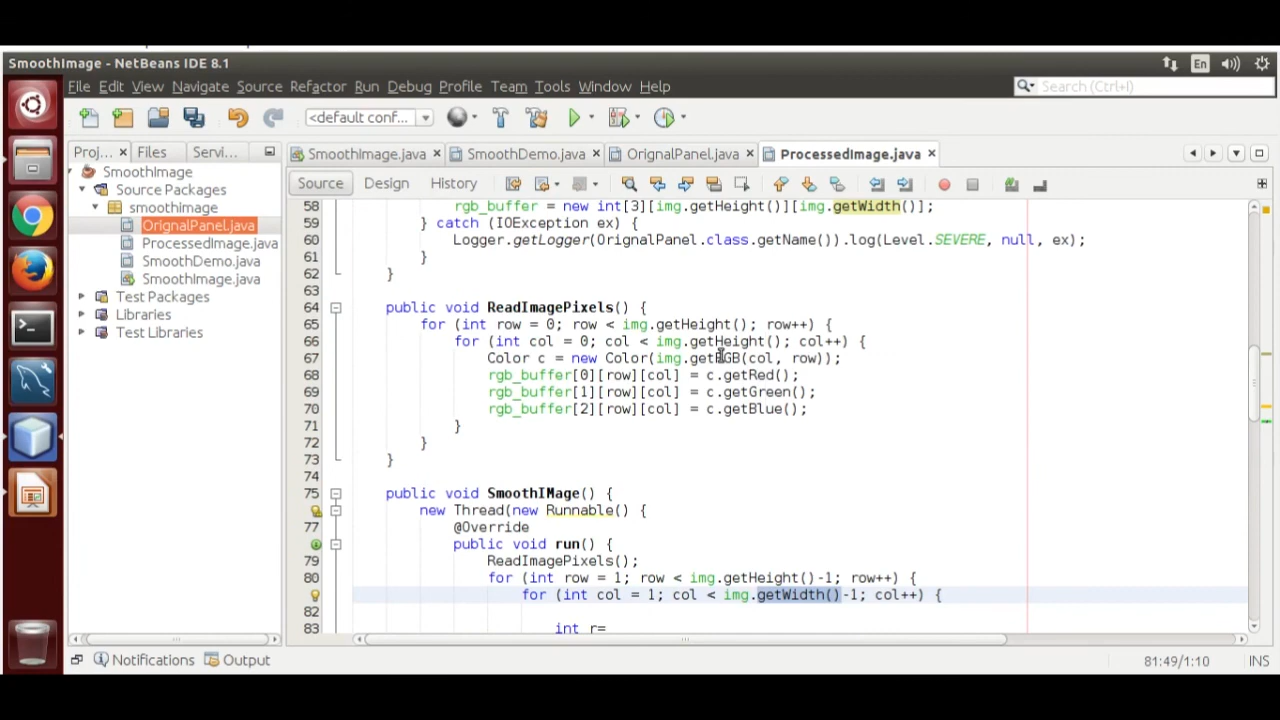 SmoothImage - NetBeans IDE 8.1
En
File Edit View Navigate Source Refactor Run Debug Profile Team Tools Window Help
Search (Ctrl+I)
<default conf...
Proj... × Files Servi...
SmoothImage.java × SmoothDemo.java × OrignalPanel.java × ProcessedImage.java ×
SmoothImage
Source Packages
smoothimage
OrignalPanel.java
ProcessedImage.java
SmoothDemo.java
SmoothImage.java
Test Packages
Libraries
Test Libraries
Source Design History
58 rgb_buffer = new int[3][img.getHeight()][img.getWidth()];
59 } catch (IOException ex) {
60 Logger.getLogger(OrignalPanel.class.getName()).log(Level.SEVERE, null, ex);
61 }
62 }
63
64 public void ReadImagePixels() {
65 for (int row = 0; row < img.getHeight(); row++) {
66 for (int col = 0; col < img.getHeight(); col++) {
67 Color c = new Color(img.getRGB(col, row));
68 rgb_buffer[0][row][col] = c.getRed();
69 rgb_buffer[1][row][col] = c.getGreen();
70 rgb_buffer[2][row][col] = c.getBlue();
71 }
72 }
73 }
74
75 public void SmoothIMage() {
new Thread(new Runnable() {
77 @Override
public void run() {
79 ReadImagePixels();
80 for (int row = 1; row < img.getHeight()-1; row++) {
for (int col = 1; col < img.getWidth()-1; col++) {
82
83 int r=
Notifications Output
81:49/1:10 INS